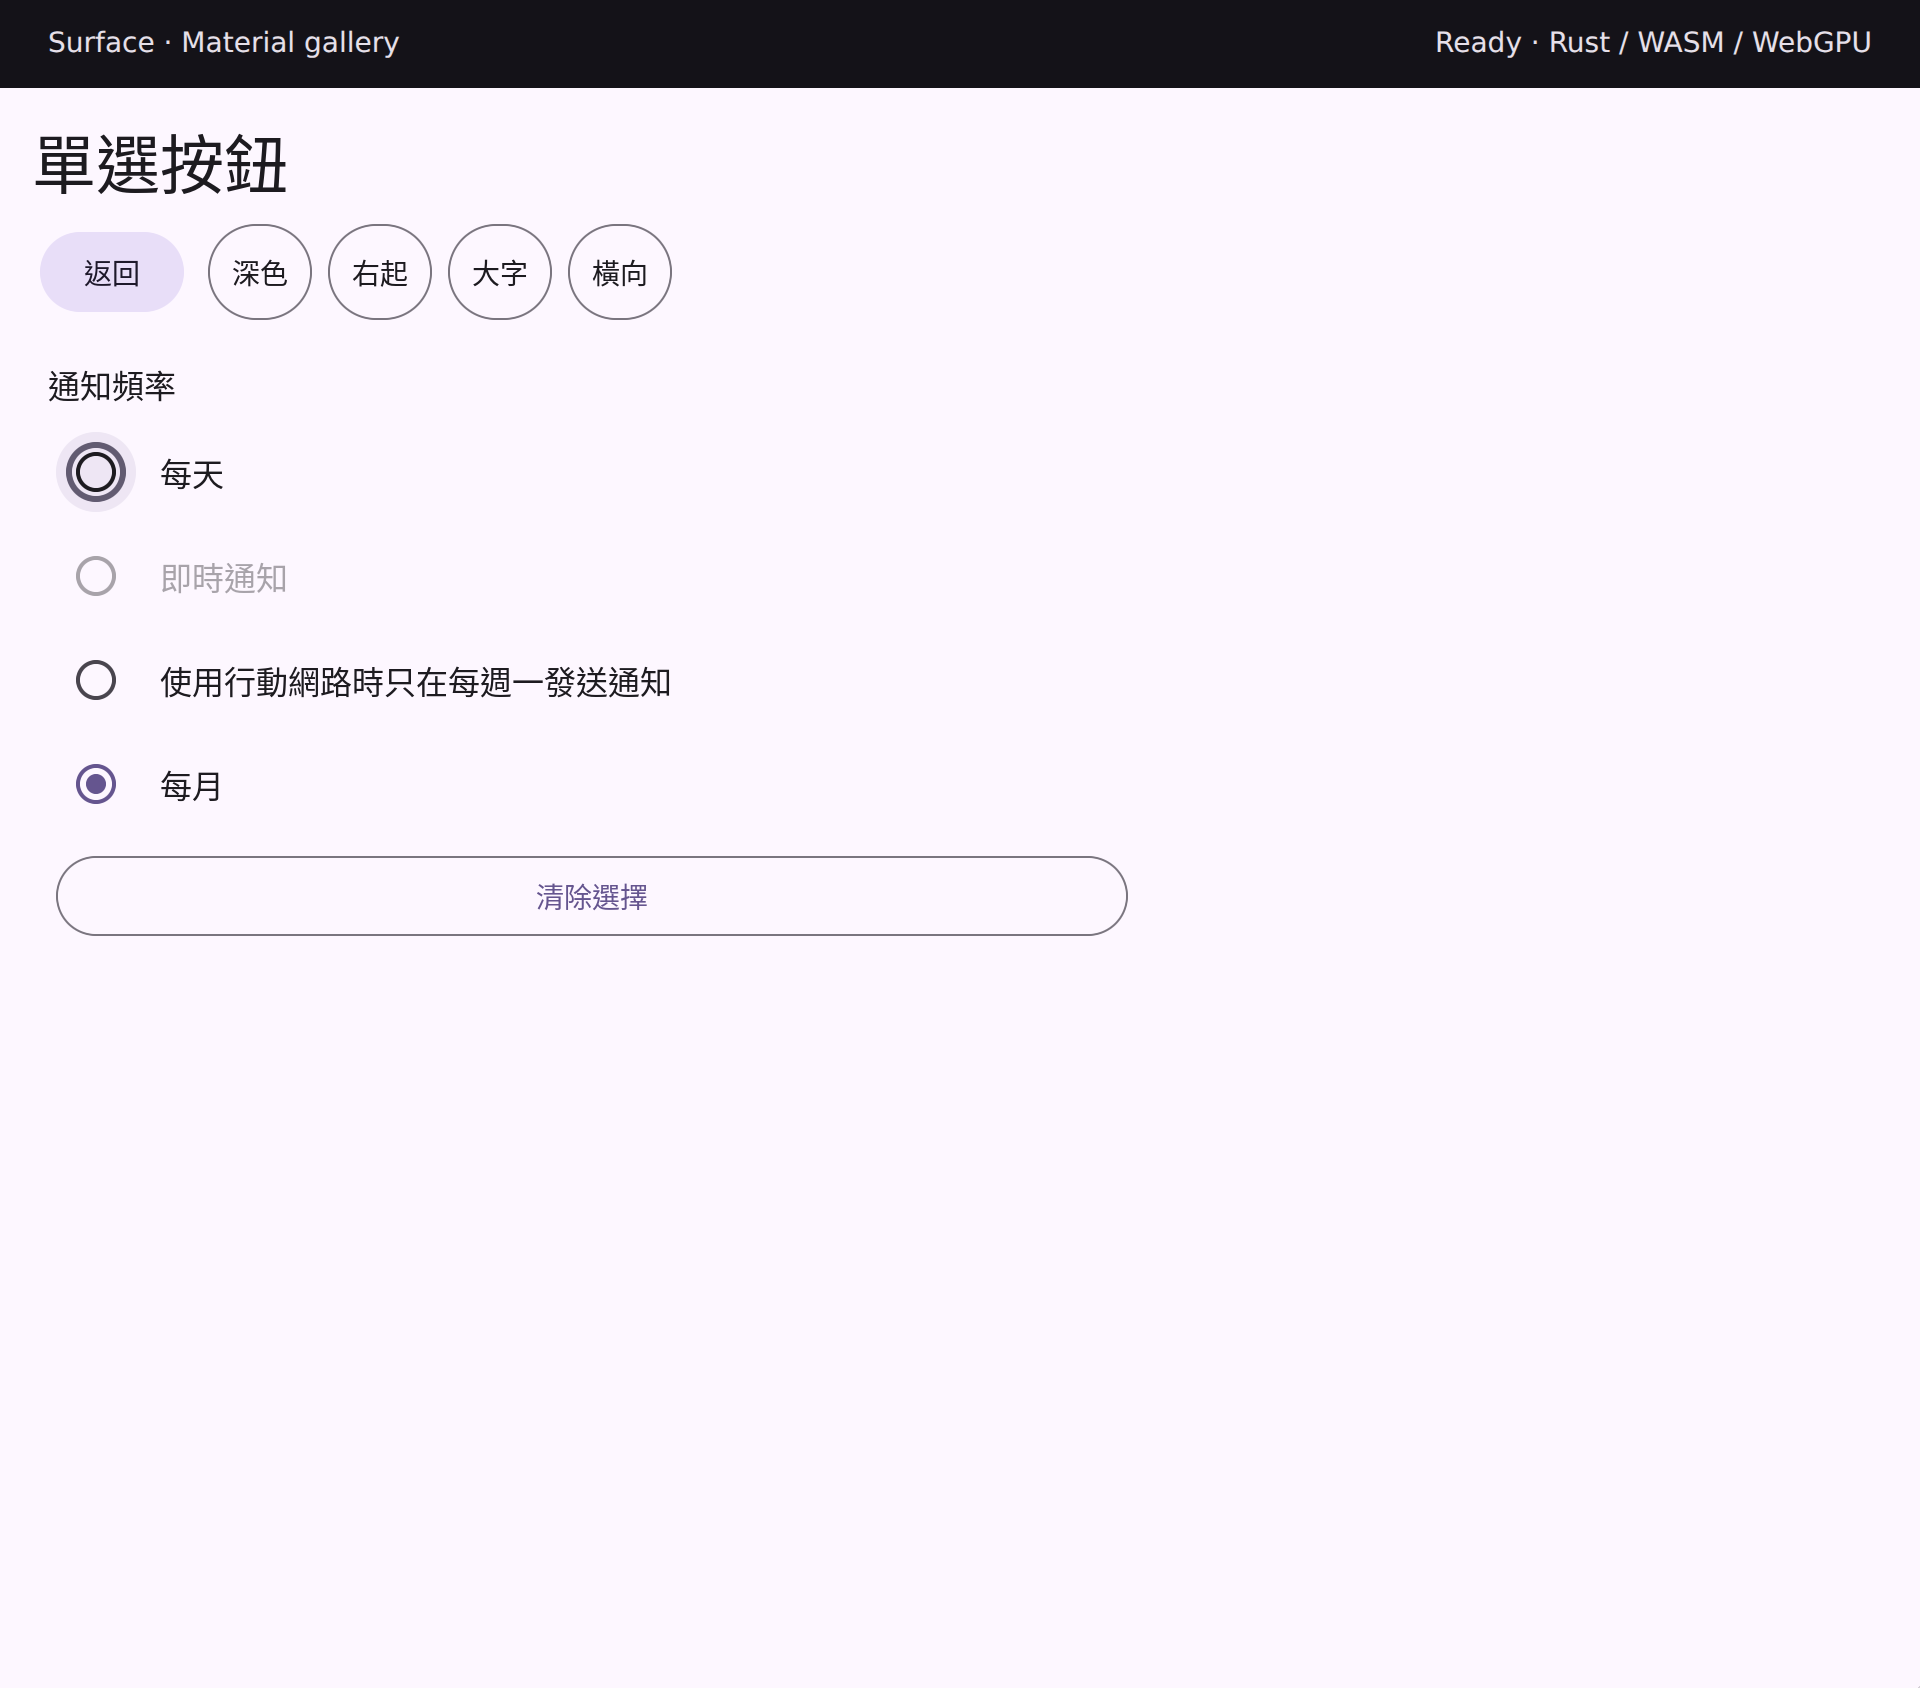 Surface · Material gallery
Ready · Rust / WASM / WebGPU
單選按鈕
返回
深色
右起
大字
橫向
通知頻率
每天
即時通知
使用行動網路時只在每週一發送通知
每月
清除選擇